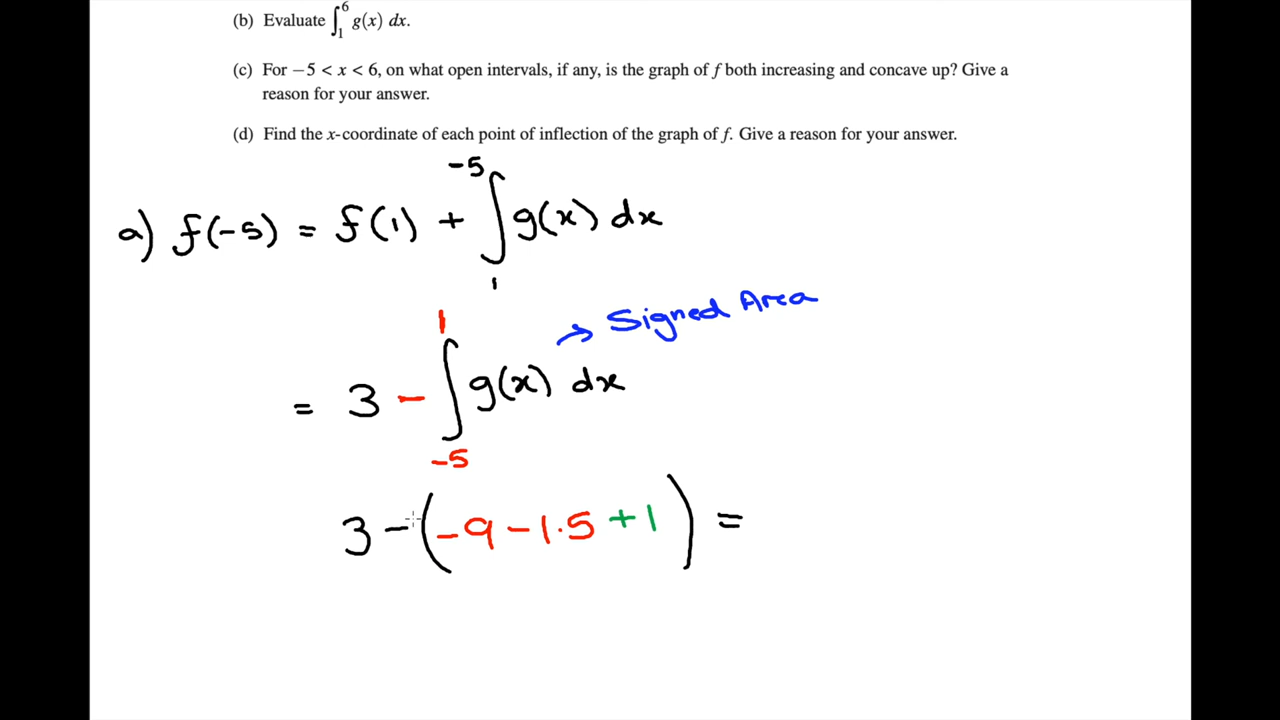 (b) Evaluate ∫₁⁶ g(x) dx.
(c) For −5 < x < 6, on what open intervals, if any, is the graph of f both increasing and concave up? Give a
reason for your answer.
(d) Find the x-coordinate of each point of inflection of the graph of f. Give a reason for your answer.
a) f(-5) = f(1) + ∫₁⁻⁵ g(x) dx
→ Signed Area
= 3 - ∫₋₅¹ g(x) dx
3 - (-9 - 1.5 + 1) =